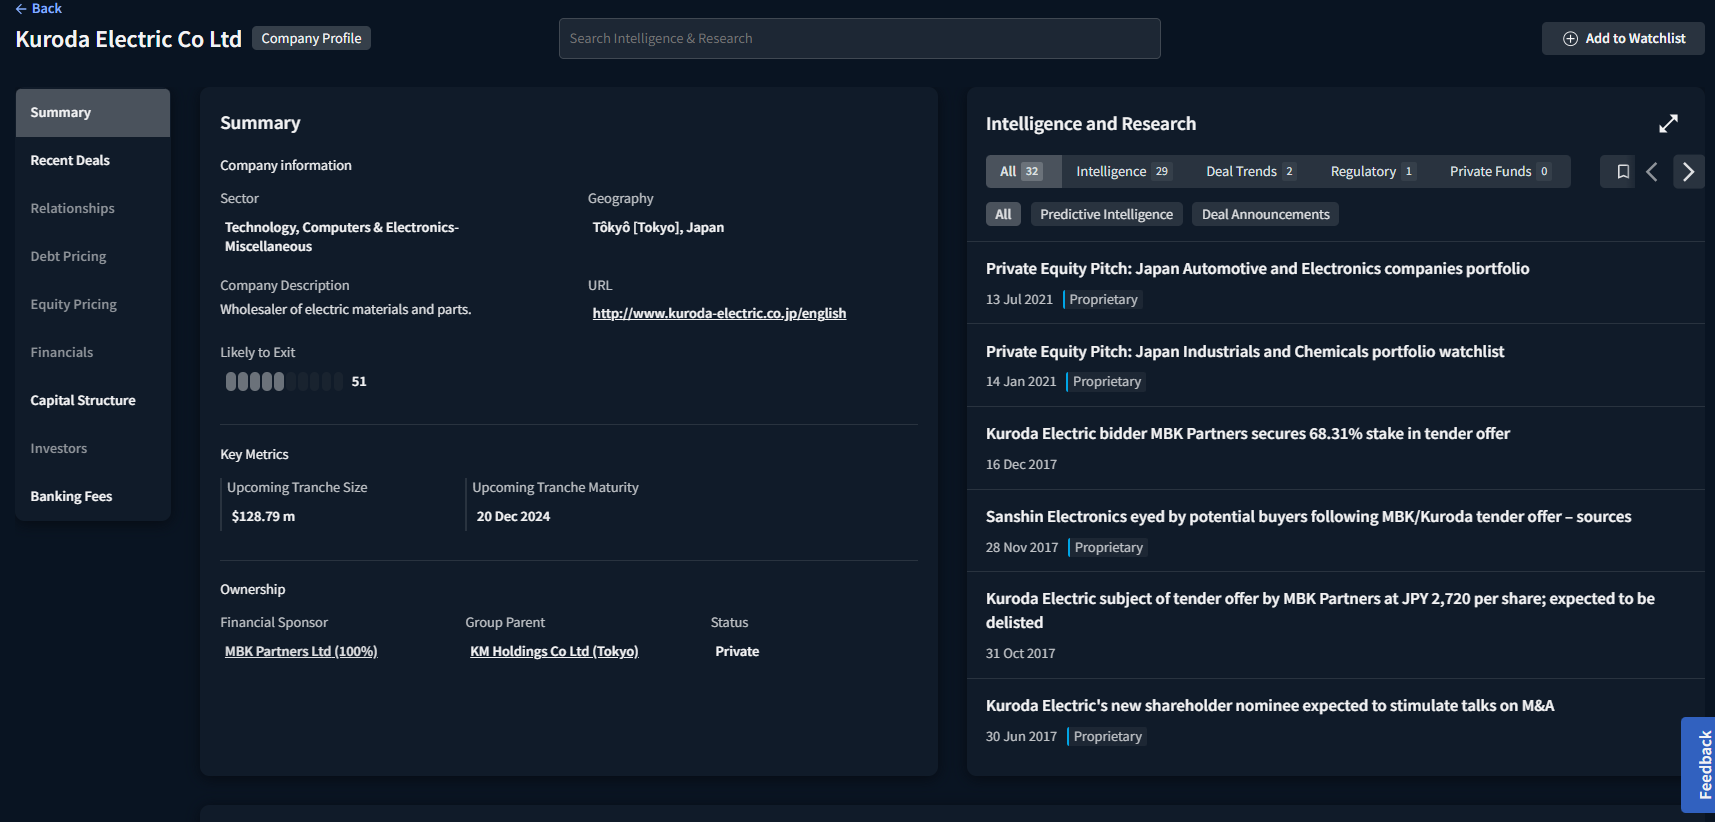 Back
Kuroda Electric Co Ltd
Company Profile
Search Intelligence & Research
Add to Watchlist
Summary
Recent Deals
Relationships
Debt Pricing
Equity Pricing
Financials
Capital Structure
Investors
Banking Fees
Summary
Company information
Sector
Technology, Computers & Electronics-
Miscellaneous
Geography
Tôkyô [Tokyo], Japan
Company Description
Wholesaler of electric materials and parts.
URL
http://www.kuroda-electric.co.jp/english
Likely to Exit
51
Key Metrics
Upcoming Tranche Size
$128.79 m
Upcoming Tranche Maturity
20 Dec 2024
Ownership
Financial Sponsor
MBK Partners Ltd (100%)
Group Parent
KM Holdings Co Ltd (Tokyo)
Status
Private
Intelligence and Research
All 32
Intelligence 29
Deal Trends 2
Regulatory 1
Private Funds 0
All
Predictive Intelligence
Deal Announcements
Private Equity Pitch: Japan Automotive and Electronics companies portfolio
13 Jul 2021 Proprietary
Private Equity Pitch: Japan Industrials and Chemicals portfolio watchlist
14 Jan 2021 Proprietary
Kuroda Electric bidder MBK Partners secures 68.31% stake in tender offer
16 Dec 2017
Sanshin Electronics eyed by potential buyers following MBK/Kuroda tender offer – sources
28 Nov 2017 Proprietary
Kuroda Electric subject of tender offer by MBK Partners at JPY 2,720 per share; expected to be
delisted
31 Oct 2017
Kuroda Electric's new shareholder nominee expected to stimulate talks on M&A
30 Jun 2017 Proprietary
Feedback